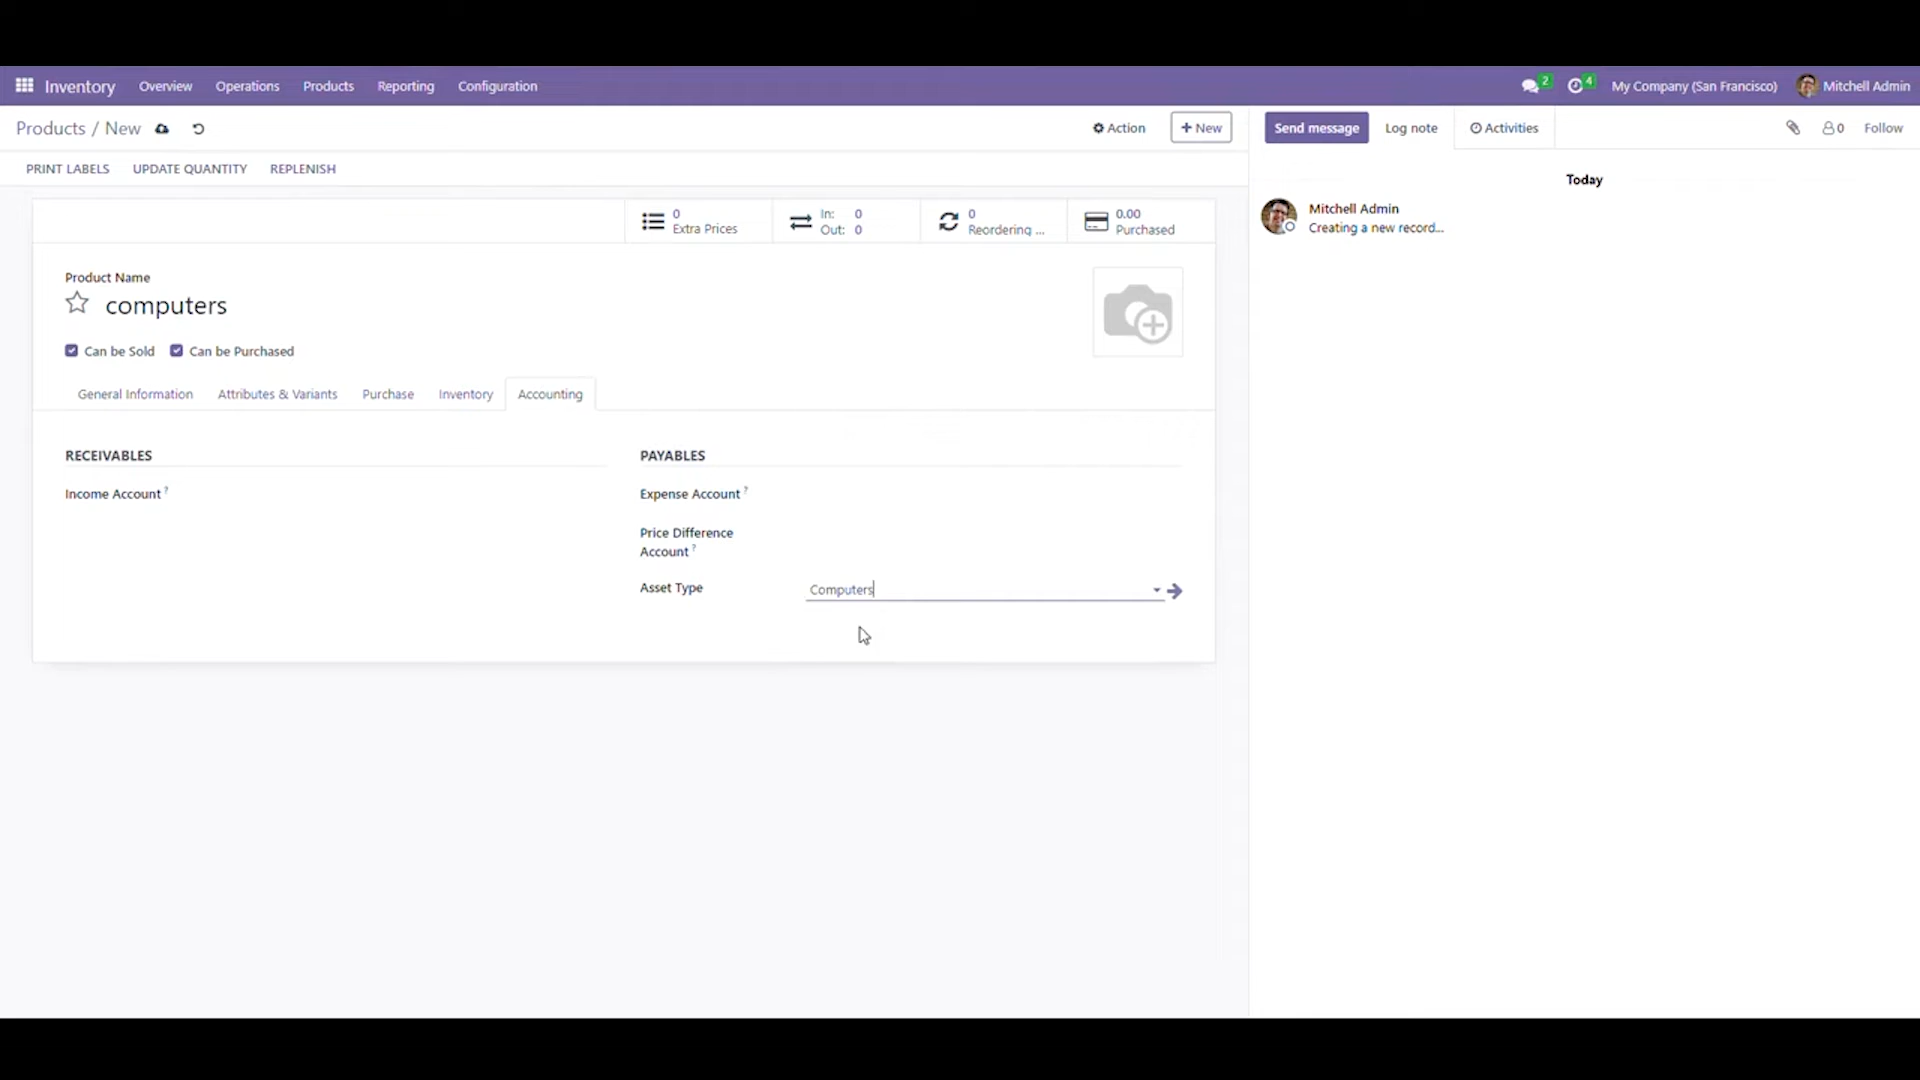 Inventory Overview Operations Products Reporting Configuration 2 4 My Company (San Francisco) Mitchell Admin
Products / New Action + New Send message Log note Activities 0 Follow
PRINT LABELS UPDATE QUANTITY REPLENISH
Today
0 Extra Prices
In: 0
Out: 0
0 Reordering ...
0.00 Purchased
Mitchell Admin
Creating a new record...
Product Name
computers
Can be Sold Can be Purchased
General Information Attributes & Variants Purchase Inventory Accounting
RECEIVABLES PAYABLES
Income Account ? Expense Account ?
Price Difference
Account ?
Asset Type Computers